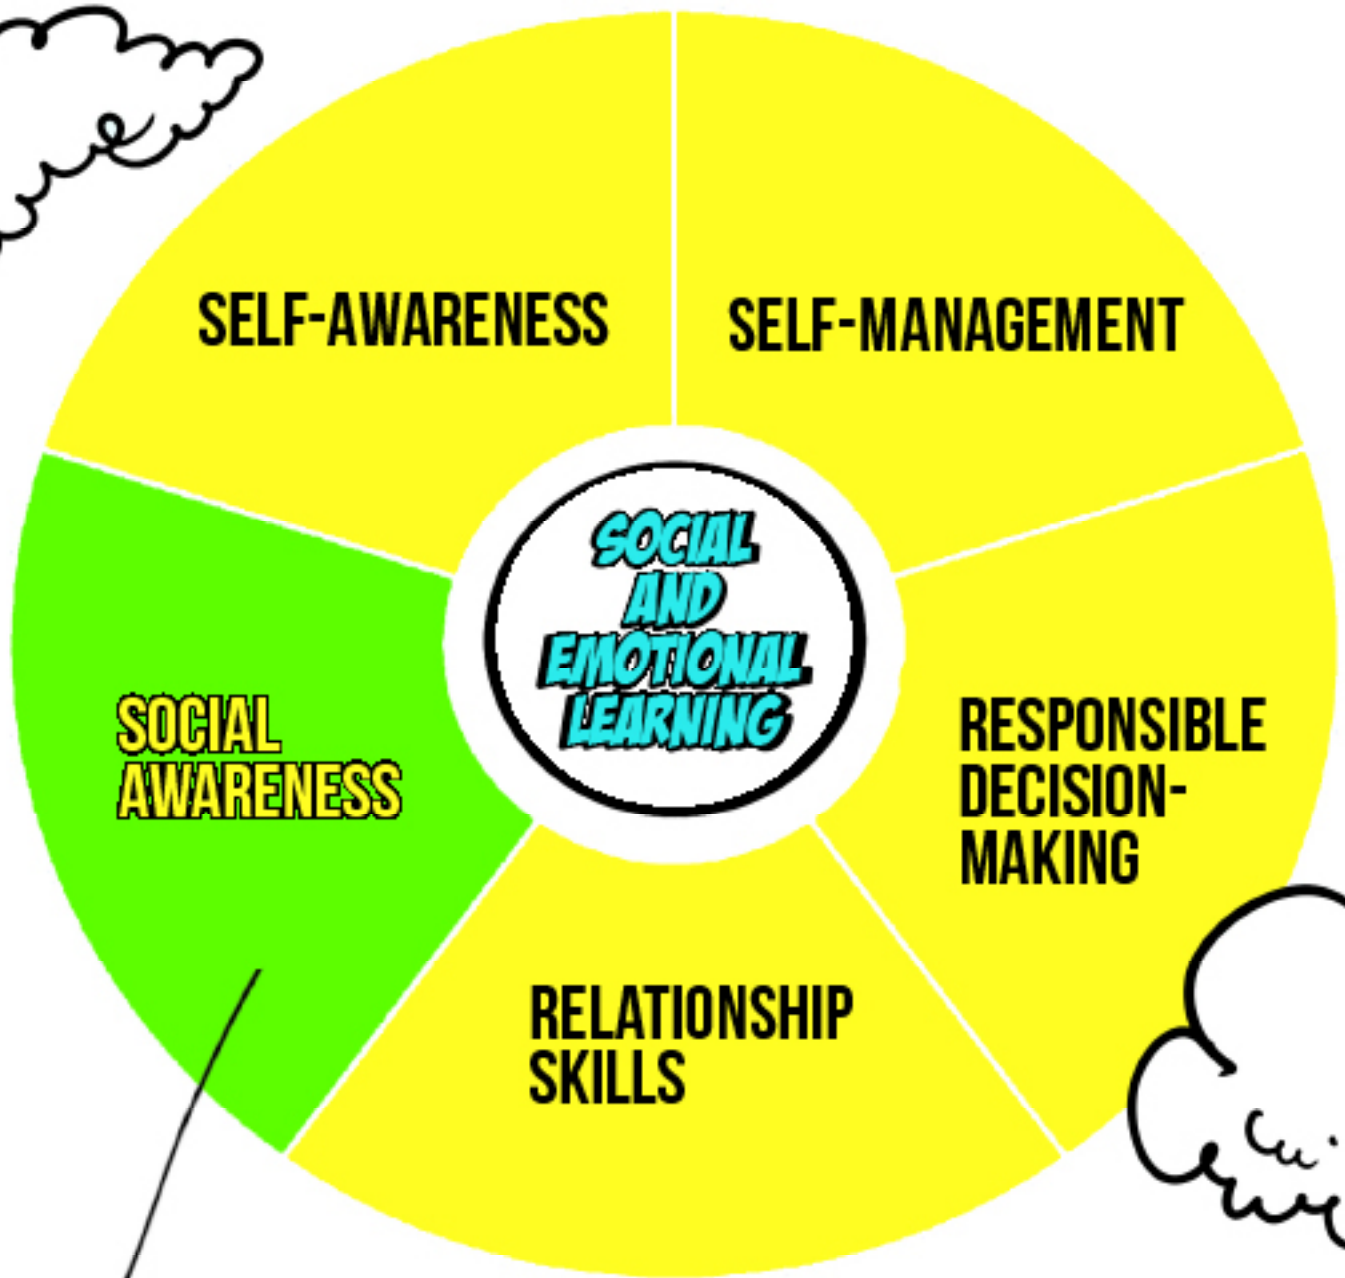 SELF-AWARENESS
SELF-MANAGEMENT
SOCIAL
AND
EMOTIONAL
LEARNING
SOCIAL
AWARENESS
RESPONSIBLE
DECISION-
MAKING
RELATIONSHIP
SKILLS